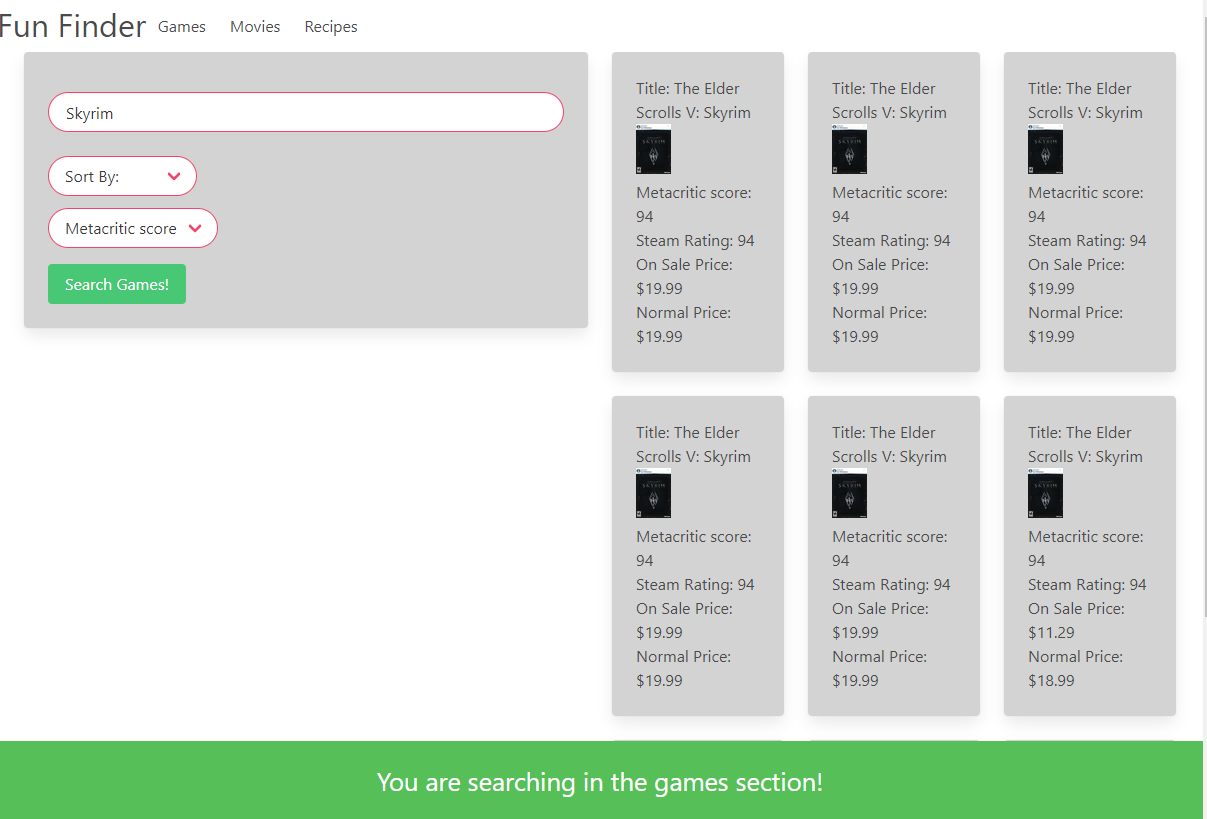 Fun Finder Games Movies Recipes
Skyrim
Sort By:
Metacritic score
Search Games!
Title: The Elder
Scrolls V: Skyrim
SKYRIM
Metacritic score:
94
Steam Rating: 94
On Sale Price:
$19.99
Normal Price:
$19.99
Title: The Elder
Scrolls V: Skyrim
SKYRIM
Metacritic score:
94
Steam Rating: 94
On Sale Price:
$19.99
Normal Price:
$19.99
Title: The Elder
Scrolls V: Skyrim
SKYRIM
Metacritic score:
94
Steam Rating: 94
On Sale Price:
$19.99
Normal Price:
$19.99
Title: The Elder
Scrolls V: Skyrim
SKYRIM
Metacritic score:
94
Steam Rating: 94
On Sale Price:
$19.99
Normal Price:
$19.99
Title: The Elder
Scrolls V: Skyrim
SKYRIM
Metacritic score:
94
Steam Rating: 94
On Sale Price:
$19.99
Normal Price:
$19.99
Title: The Elder
Scrolls V: Skyrim
SKYRIM
Metacritic score:
94
Steam Rating: 94
On Sale Price:
$11.29
Normal Price:
$18.99
You are searching in the games section!